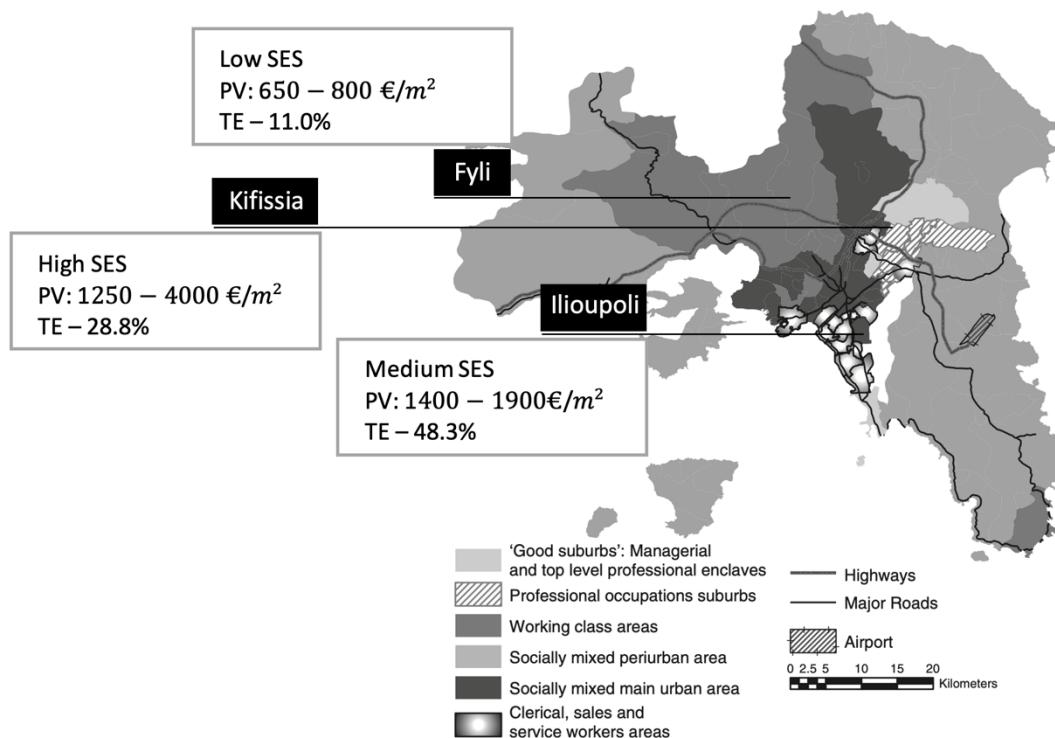 Low SES
PV: 650 – 800 €/m²
TE – 11.0%
Fyli
Kifissia
High SES
PV: 1250 – 4000 €/m²
TE – 28.8%
Ilioupoli
Medium SES
PV: 1400 – 1900€/m²
TE – 48.3%
'Good suburbs': Managerial
and top level professional enclaves
Professional occupations suburbs
Working class areas
Socially mixed periurban area
Socially mixed main urban area
Clerical, sales and
service workers areas
Highways
Major Roads
Airport
0 2.5 5 10 15 20
Kilometers